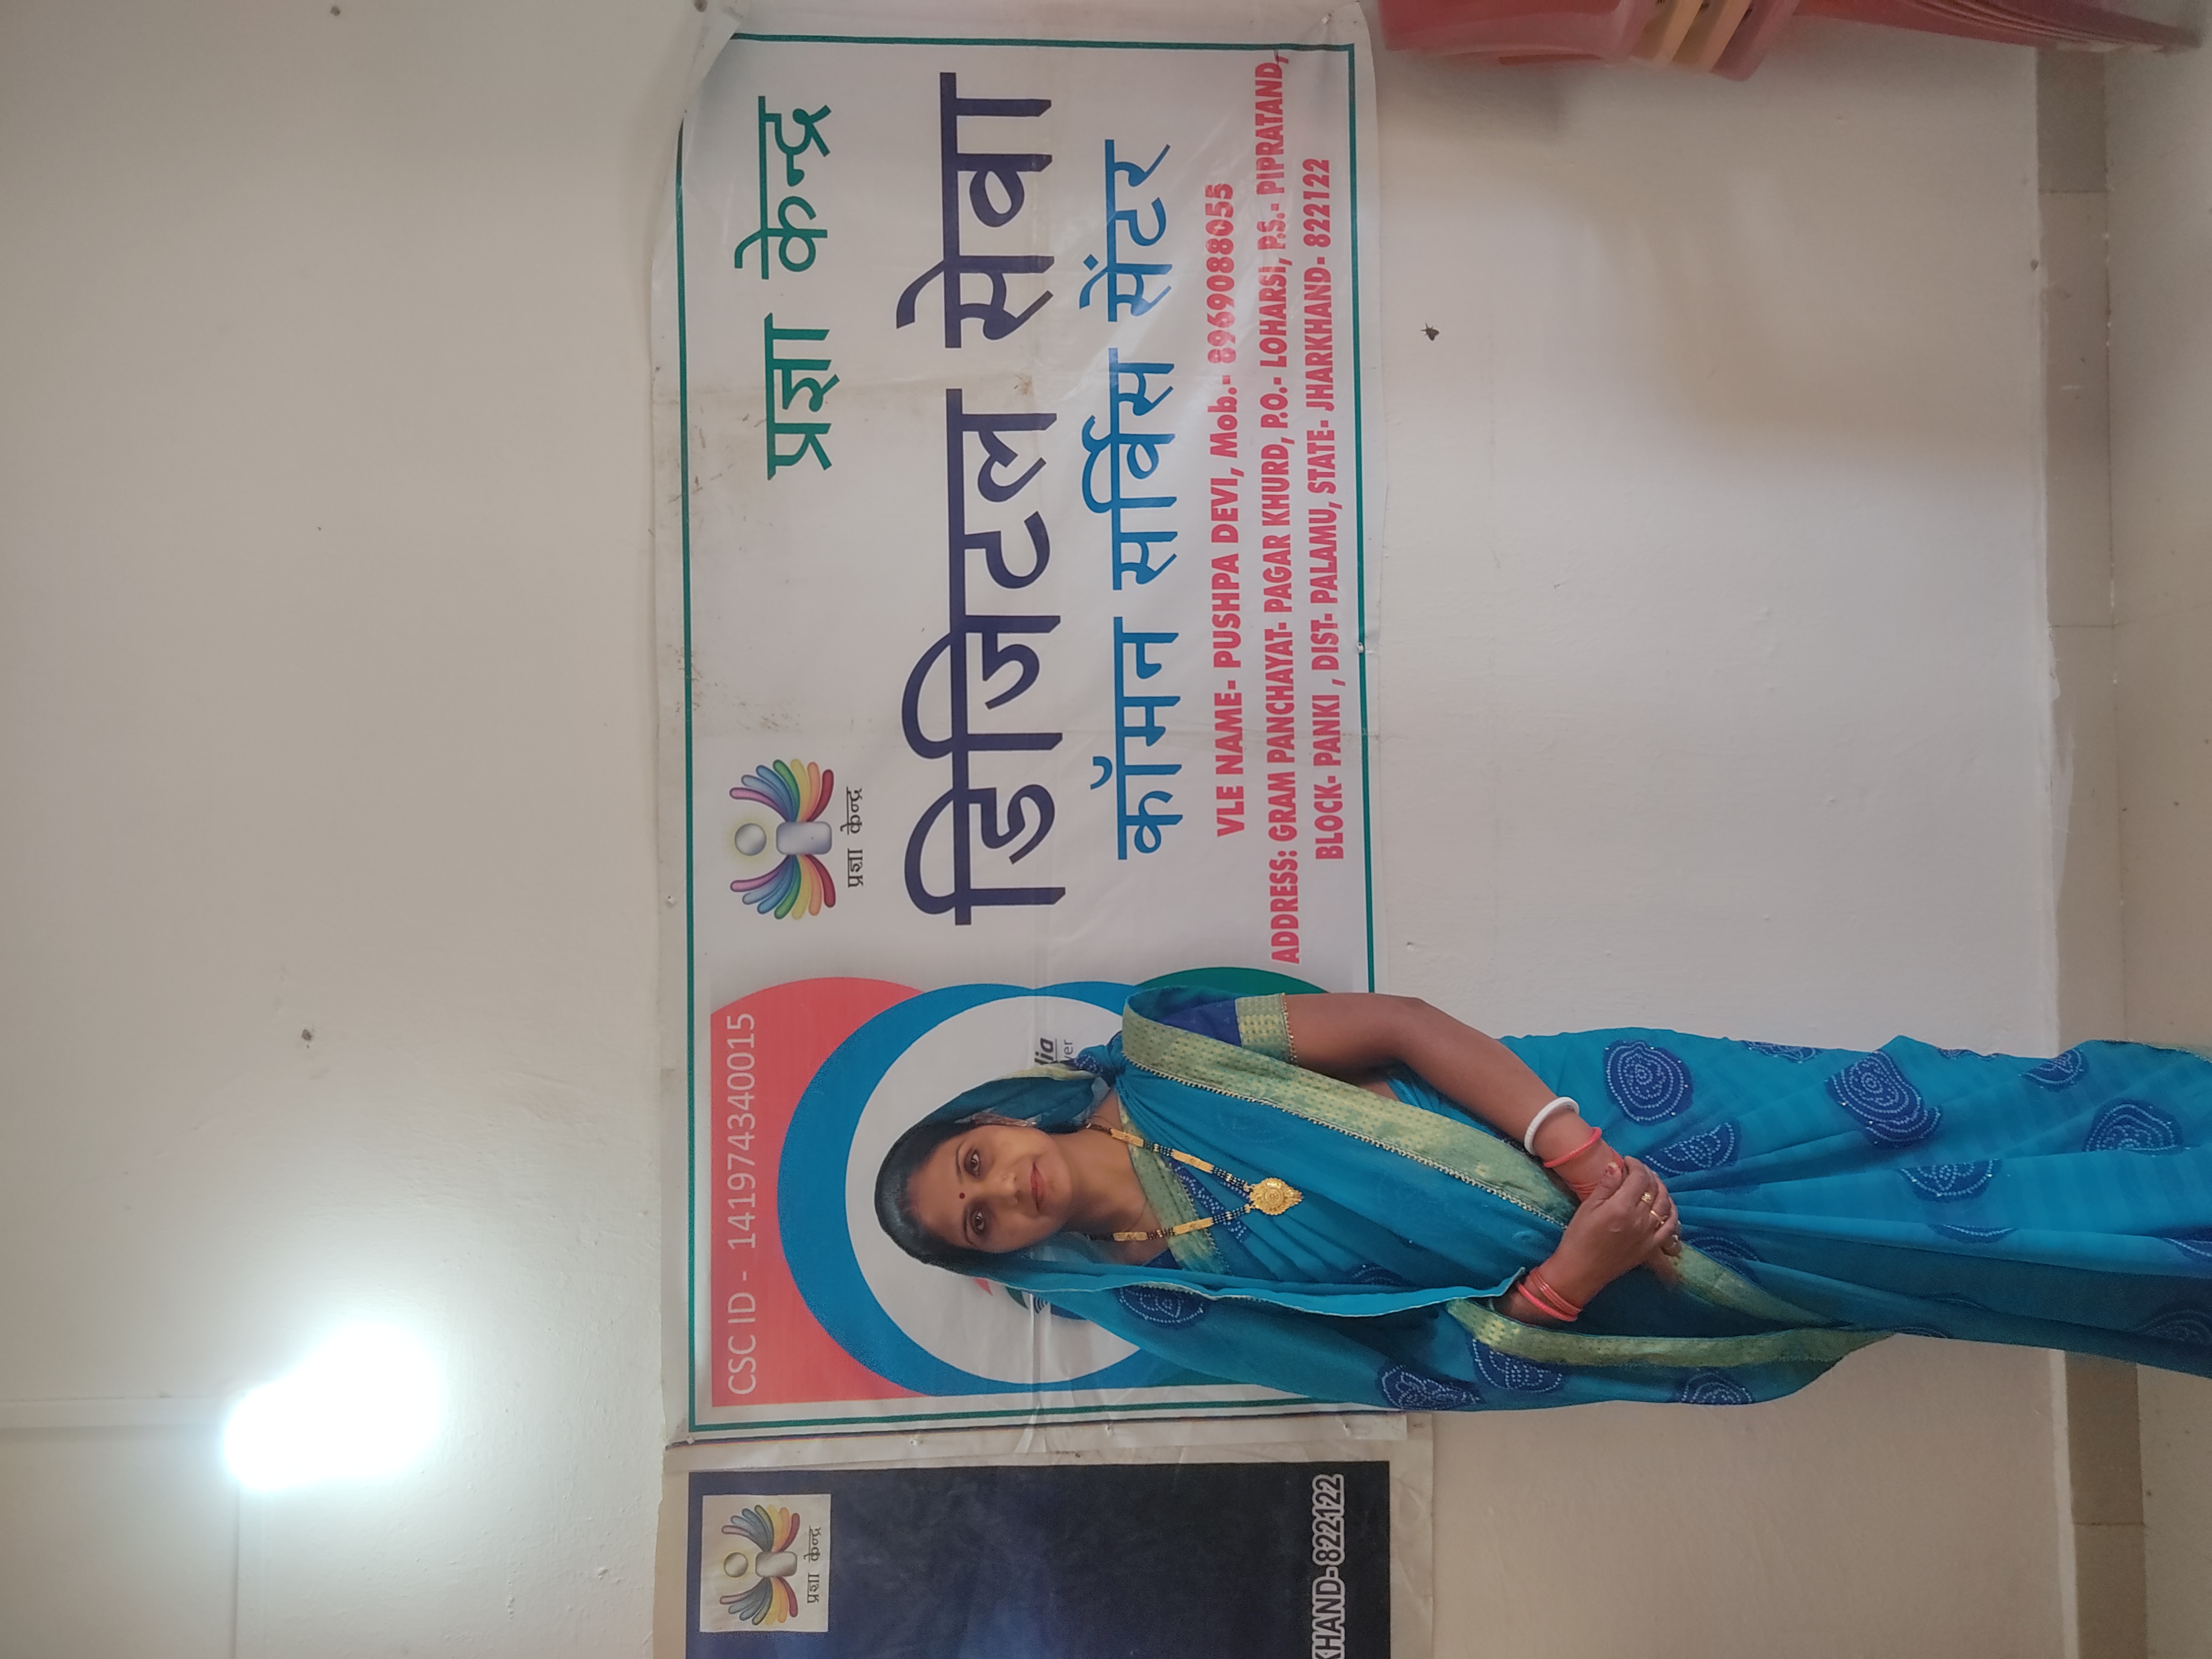 CSC ID - 141974340015
प्रज्ञा केन्द्र
प्रज्ञा केन्द्र
डिजिटल सेवा
कॉमन सर्विस सेंटर
VLE NAME- PUSHPA DEVI, Mob.- 8969088055
ADDRESS: GRAM PANCHAYAT- PAGAR KHURD, P.O.- LOHARSI, P.S.- PIPRATAND,
BLOCK- PANKI , DIST- PALAMU, STATE- JHARKHAND- 822122
प्रज्ञा केन्द्र
KHAND-822122